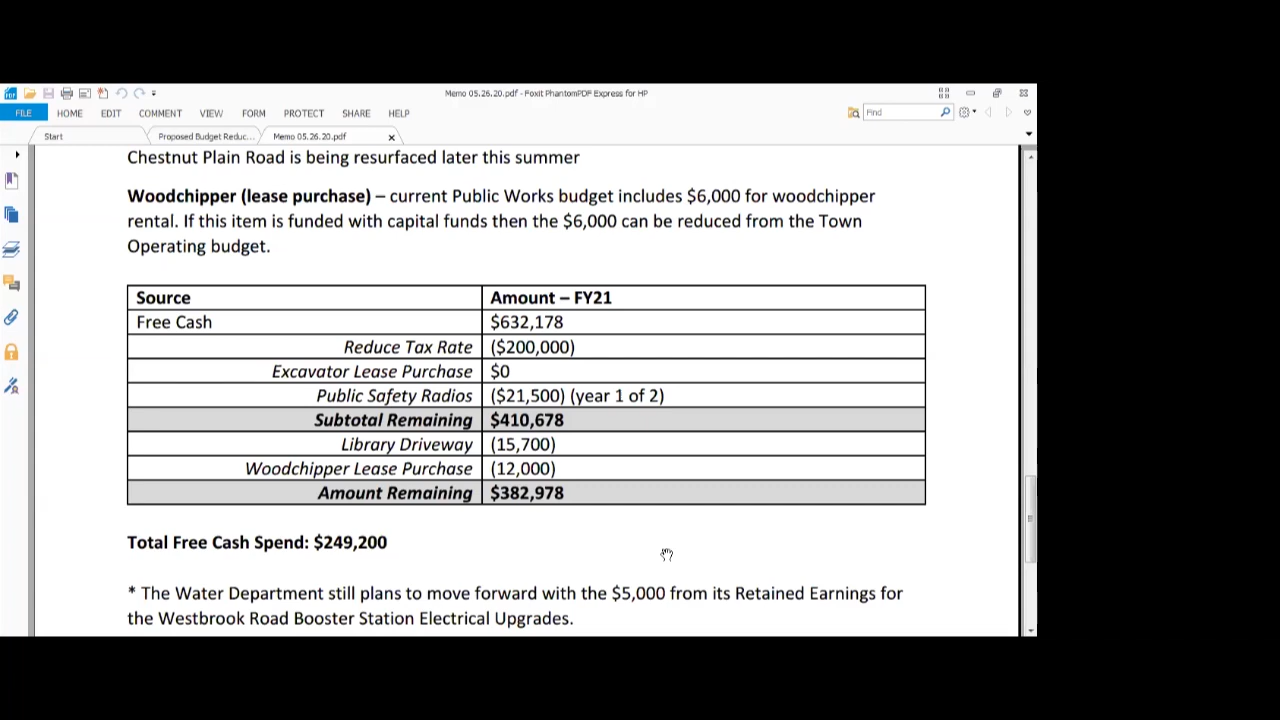 Memo 05.26.20.pdf - Foxit PhantomPDF Express for HP
FILE HOME EDIT COMMENT VIEW FORM PROTECT SHARE HELP Find
Start Proposed Budget Reduc... Memo 05.26.20.pdf
Chestnut Plain Road is being resurfaced later this summer
Woodchipper (lease purchase) – current Public Works budget includes $6,000 for woodchipper
rental. If this item is funded with capital funds then the $6,000 can be reduced from the Town
Operating budget.
Source Amount – FY21
Free Cash $632,178
Reduce Tax Rate ($200,000)
Excavator Lease Purchase $0
Public Safety Radios ($21,500) (year 1 of 2)
Subtotal Remaining $410,678
Library Driveway (15,700)
Woodchipper Lease Purchase (12,000)
Amount Remaining $382,978
Total Free Cash Spend: $249,200
* The Water Department still plans to move forward with the $5,000 from its Retained Earnings for
the Westbrook Road Booster Station Electrical Upgrades.